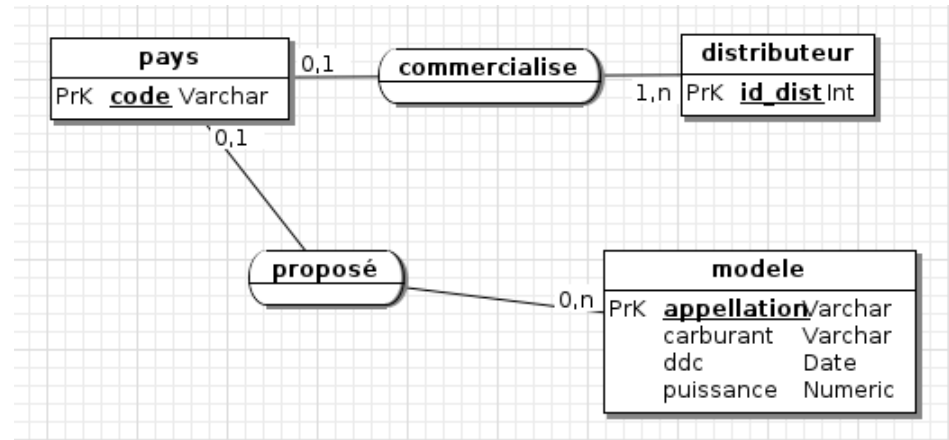 pays
PrK code Varchar
0,1
commercialise
1,n
distributeur
PrK id_dist Int
0,1
proposé
0,n
modele
PrK appellation Varchar
carburant Varchar
ddc Date
puissance Numeric